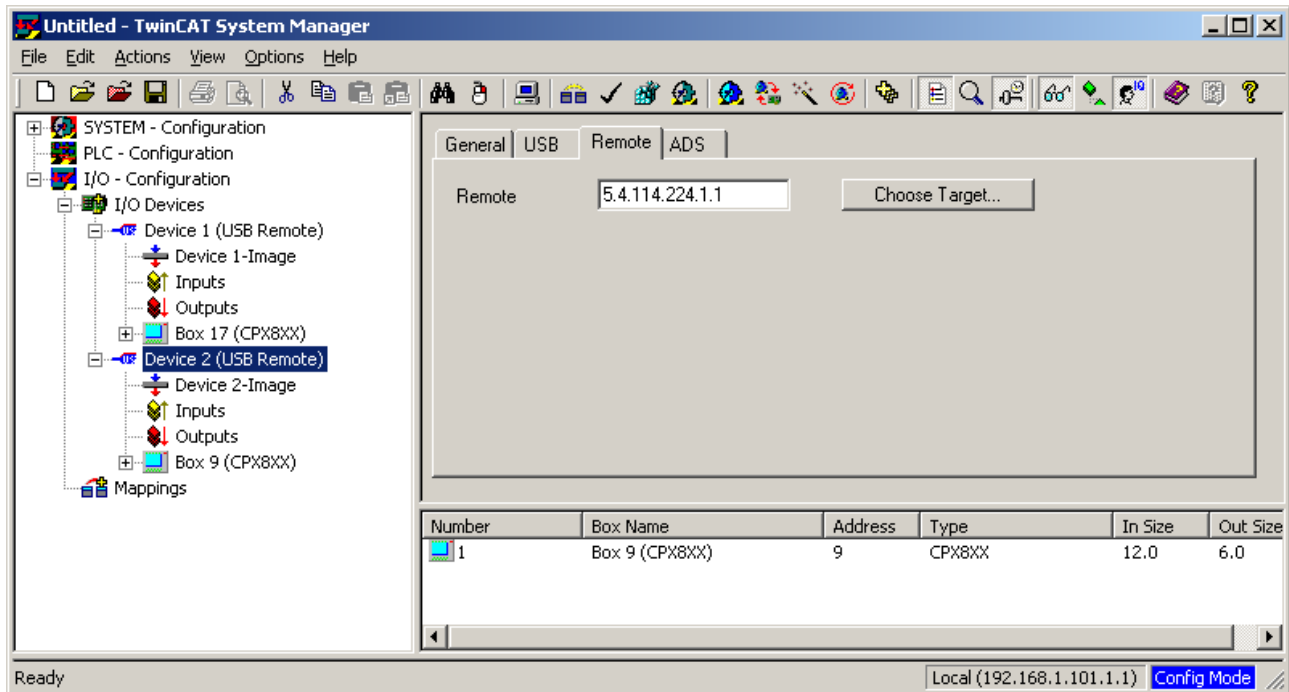 Untitled - TwinCAT System Manager
File Edit Actions View Options Help
SYSTEM - Configuration
PLC - Configuration
I/O - Configuration
I/O Devices
Device 1 (USB Remote)
Device 1-Image
Inputs
Outputs
Box 17 (CPX8XX)
Device 2 (USB Remote)
Device 2-Image
Inputs
Outputs
Box 9 (CPX8XX)
Mappings
General USB Remote ADS
Remote 5.4.114.224.1.1 Choose Target...
Number Box Name Address Type In Size Out Size
1 Box 9 (CPX8XX) 9 CPX8XX 12.0 6.0
Ready Local (192.168.1.101.1.1) Config Mode